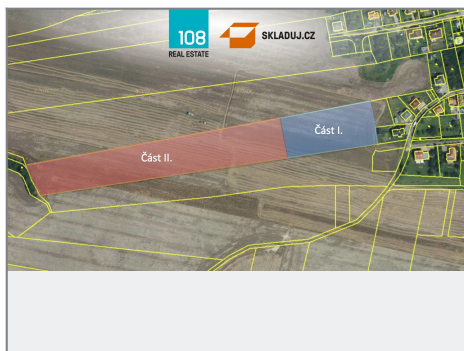 108
REAL ESTATE
SKLADUJ.CZ
Část I.
Část II.